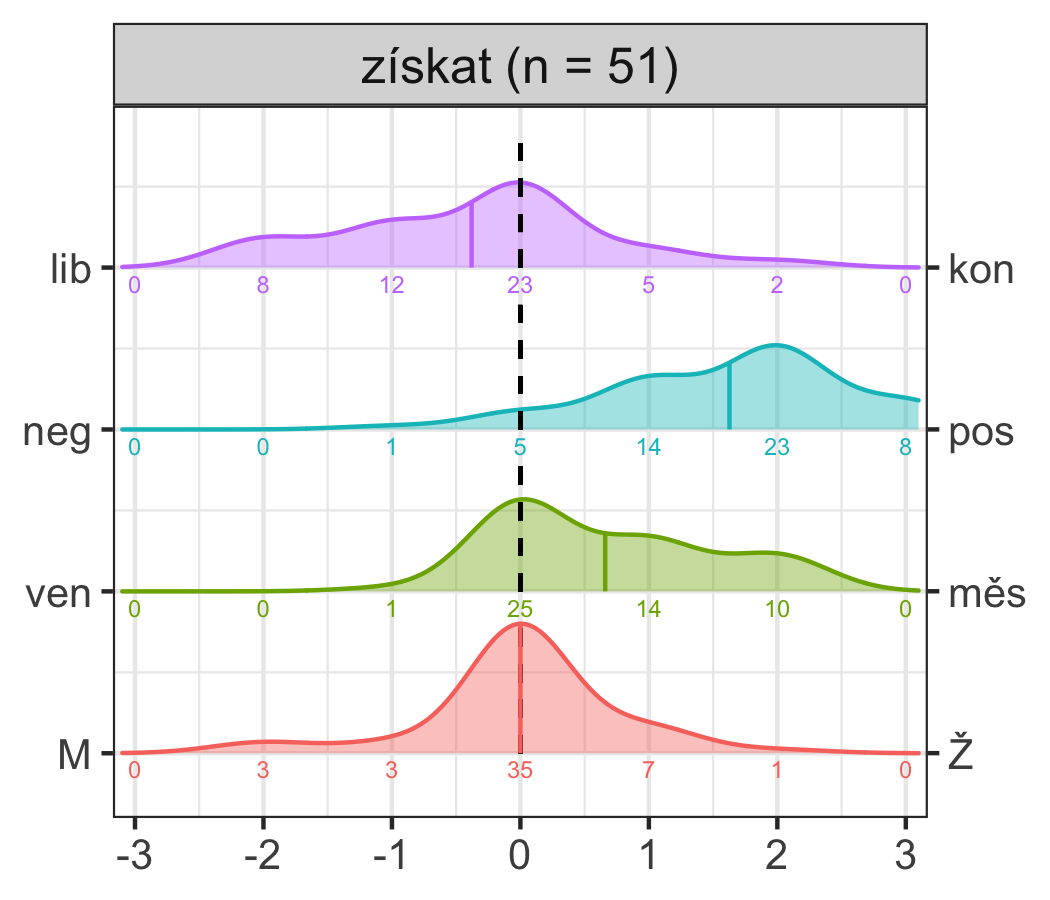 získat (n = 51)
lib kon
0 8 12 23 5 2 0
neg pos
0 0 1 5 14 23 8
ven měs
0 0 1 25 14 10 0
M Ž
0 3 3 35 7 1 0
-3 -2 -1 0 1 2 3